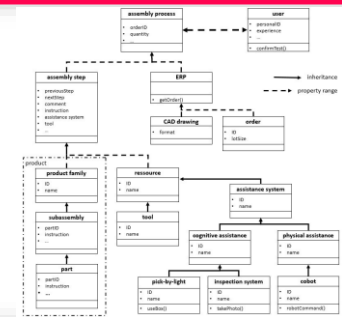 assembly process
• orderID
• quantity
• ...
user
• personalID
• experience
• ...
• confirmBot()
assembly step
• previousStep
• nextStep
• comment
• instruction
• assistance system
• tool
• ...
ERP
• getOrder()
Inheritance
property range
CAD drawing
• format
order
• ID
• lotSize
product
product family
• ID
• name
ressource
• ID
• name
assistance system
• ID
• name
subassembly
• partID
• instruction
• ...
tool
• ID
• name
cognitive assistance
• ID
• name
physical assistance
• ID
• name
part
• partID
• instruction
• ...
pick-by-light
• ID
• name
• useBox()
inspection system
• ID
• name
• takePhoto()
robot
• ID
• name
• robotCommand()